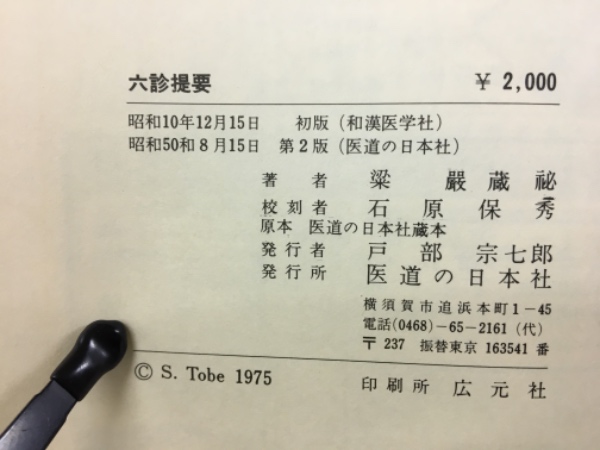 六診提要 ¥ 2,000
昭和10年12月15日 初版（和漢医学社）
昭和50和8月15日 第2版（医道の日本社）
著者 粱嚴蔵祕
校刻者 石原保秀
原本 医道の日本社蔵本
発行者 戸部宗七郎
発行所 医道の日本社
横須賀市追浜本町1－45
電話(0468)－65－2161（代）
〒237 振替東京 163541 番
© S. Tobe 1975 印刷所 広元社